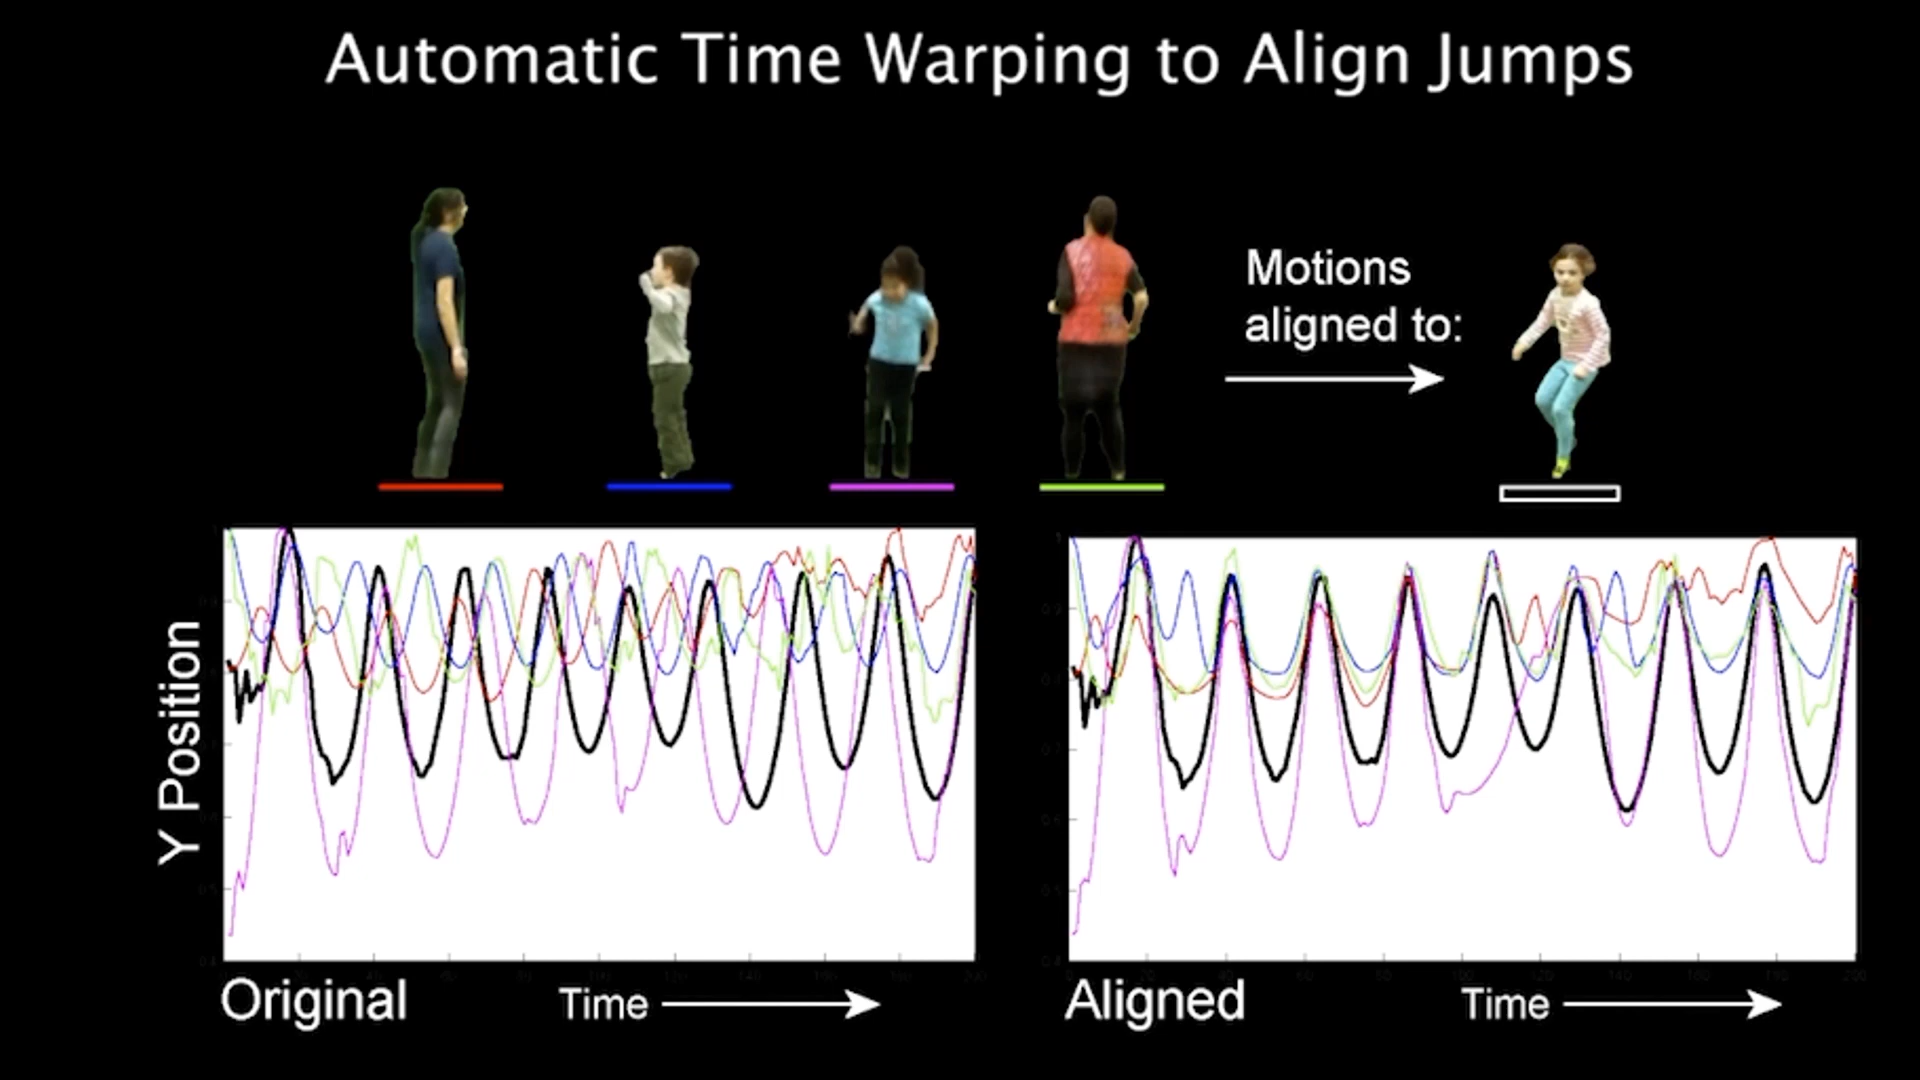 Automatic Time Warping to Align Jumps
Motions
aligned to:
Y Position
Original
Time
Aligned
Time